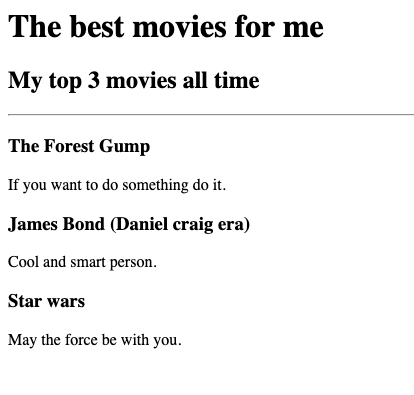 The best movies for me
My top 3 movies all time
The Forest Gump
If you want to do something do it.
James Bond (Daniel craig era)
Cool and smart person.
Star wars
May the force be with you.